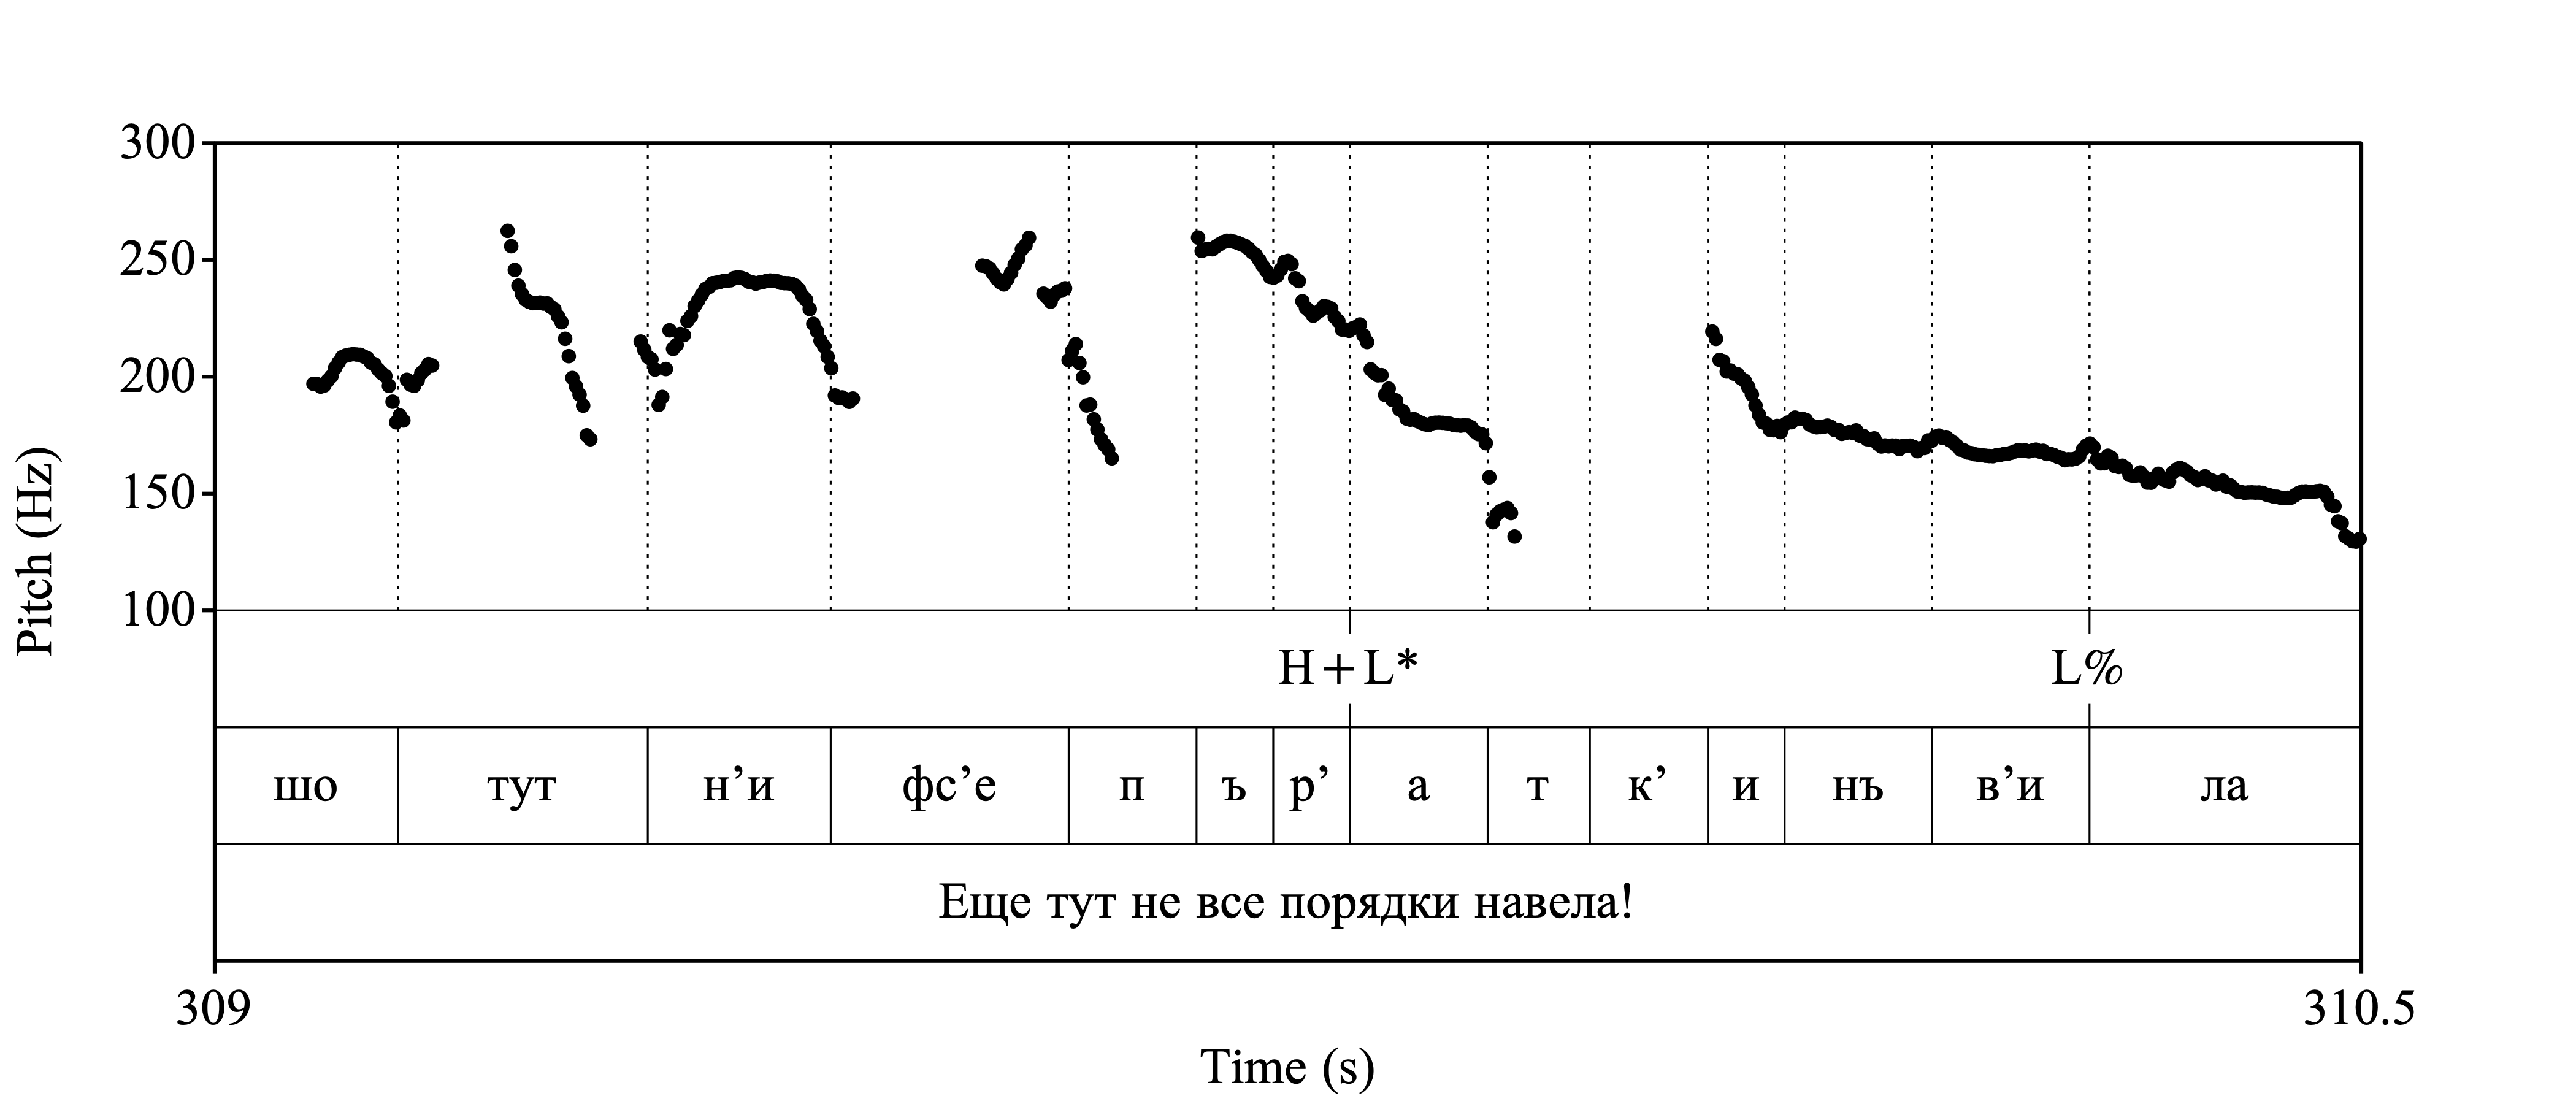 300
250
200
150
100
Pitch (Hz)
H+L* L%
шо тут н’и фс’е п ъ р’ а т к’ и нъ в’и ла
Еще тут не все порядки навела!
309 310.5
Time (s)